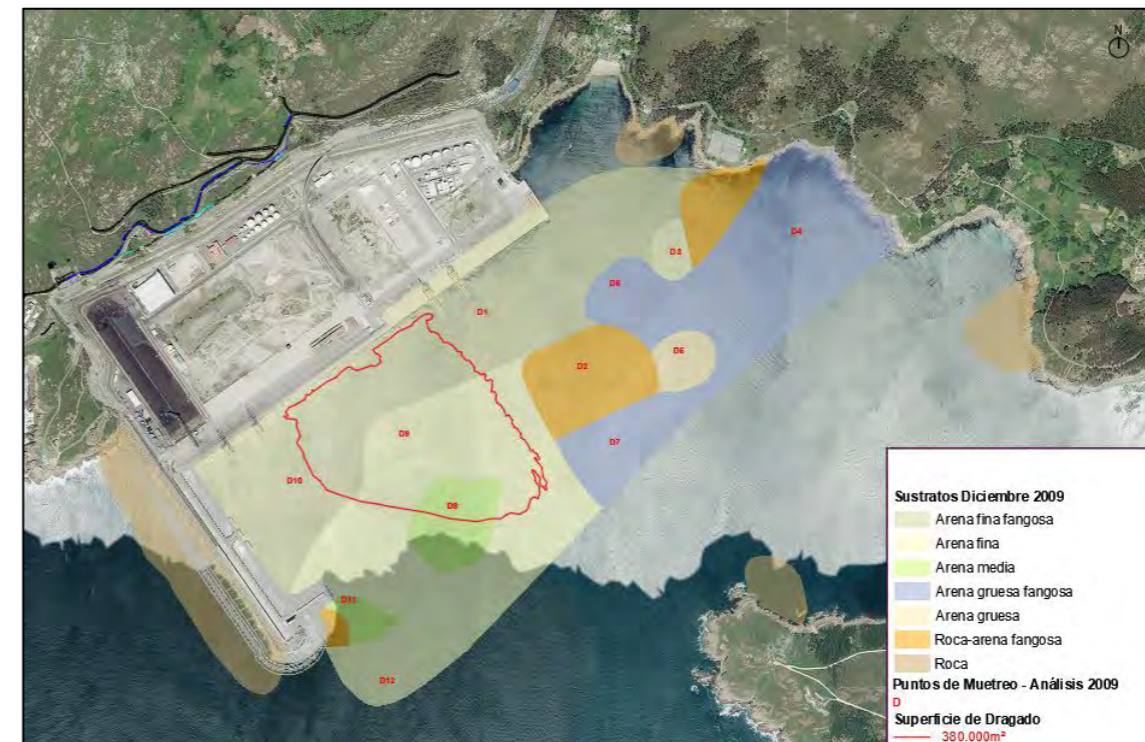 N
D4
D3
D6
D1
D2
D5
D9
D7
D10
D8
D11
D12
Sustratos Diciembre 2009
Arena fina fangosa
Arena fina
Arena media
Arena gruesa fangosa
Arena gruesa
Roca-arena fangosa
Roca
Puntos de Muetreo - Análisis 2009
D
Superficie de Dragado
380.000m²